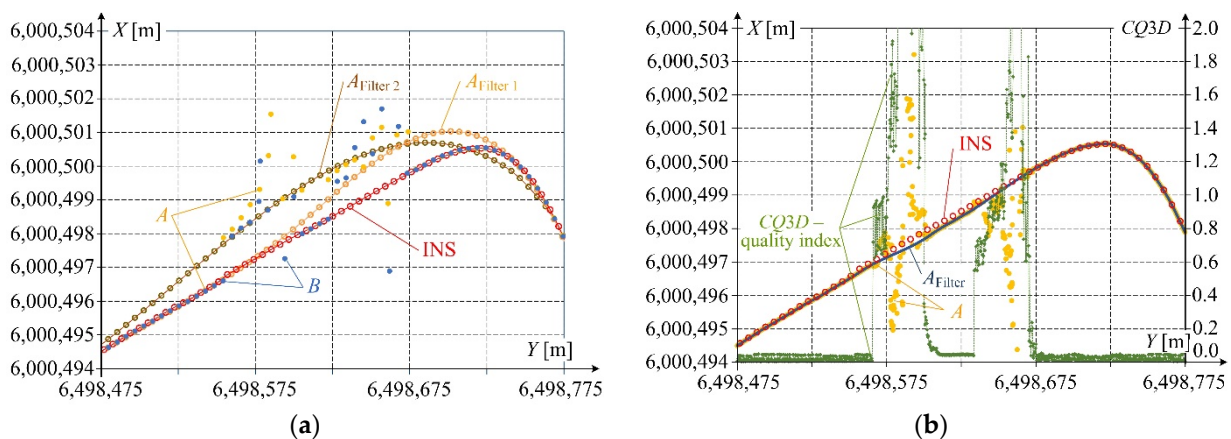 X [m]
6,000,504
6,000,503
6,000,502
6,000,501
6,000,500
6,000,499
6,000,498
6,000,497
6,000,496
6,000,495
6,000,494
A Filter 2
A Filter 1
A
INS
B
Y [m]
6,498,475
6,498,575
6,498,675
6,498,775
(a)
X [m]
CQ3D
6,000,504
6,000,503
6,000,502
6,000,501
6,000,500
6,000,499
6,000,498
6,000,497
6,000,496
6,000,495
6,000,494
2.0
1.8
1.6
1.4
1.2
1.0
0.8
0.6
0.4
0.2
0.0
INS
CQ3D –
quality index
A Filter
A
Y [m]
6,498,475
6,498,575
6,498,675
6,498,775
(b)